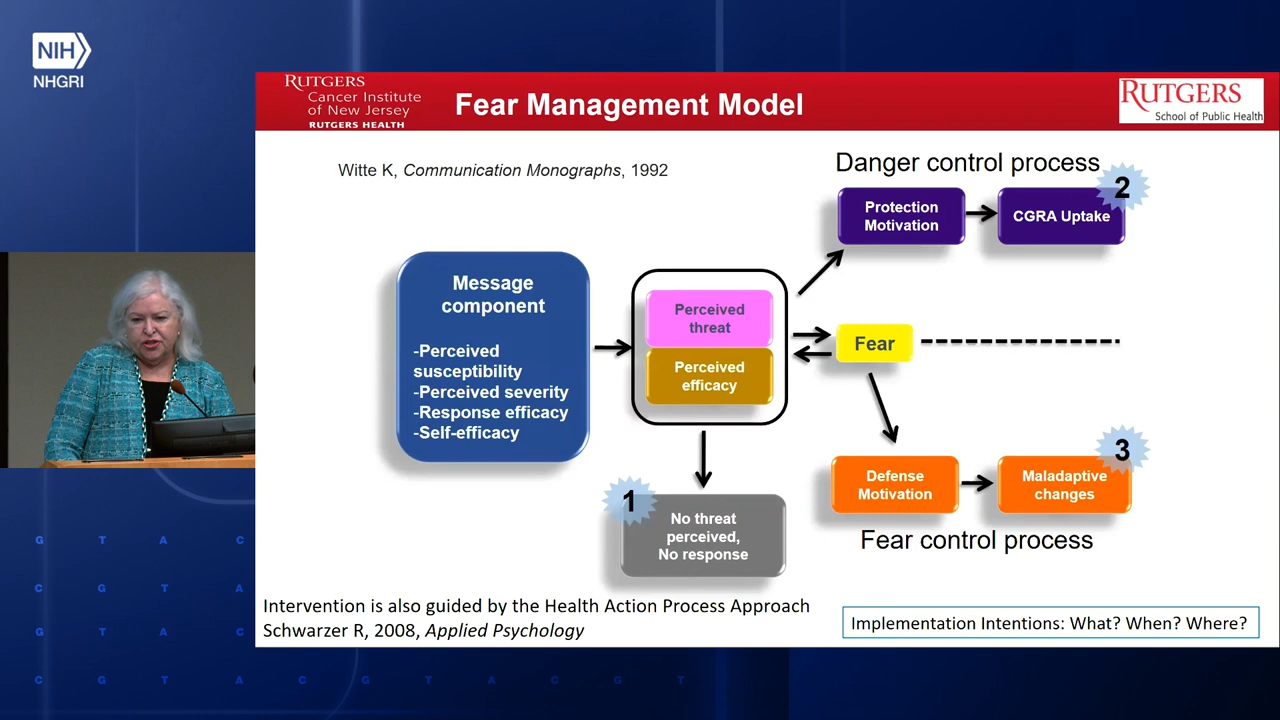 NIH
NHGRI
RUTGERS
Cancer Institute
of New Jersey
RUTGERS HEALTH
Fear Management Model
RUTGERS
School of Public Health
Witte K, Communication Monographs, 1992
Danger control process
2
Protection
Motivation
CGRA Uptake
Message
component
-Perceived
susceptibility
-Perceived severity
-Response efficacy
-Self-efficacy
Perceived
threat
Perceived
efficacy
Fear
1
No threat
perceived,
No response
3
Defense
Motivation
Maladaptive
changes
Fear control process
Intervention is also guided by the Health Action Process Approach
Schwarzer R, 2008, Applied Psychology
Implementation Intentions: What? When? Where?
G T A C
C G T A
G T A C
C G T A C G T A C G T